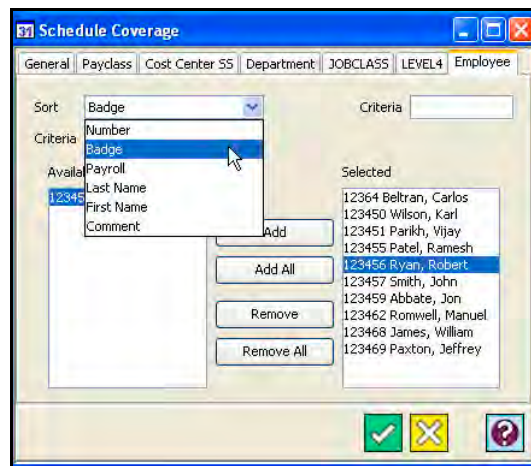 31 Schedule Coverage
General Payclass Cost Center SS Department JOBCLASS LEVEL4 Employee
Sort Badge Criteria
Number
Criteria
Badge
Payroll
Availa Selected
Last Name
12345
First Name
Comment
12364 Beltran, Carlos
123450 Wilson, Karl
123451 Parikh, Vijay
Add
123455 Patel, Ramesh
123456 Ryan, Robert
Add All
123457 Smith, John
123459 Abbate, Jon
Remove
123462 Romwell, Manuel
123468 James, William
Remove All
123469 Paxton, Jeffrey
?